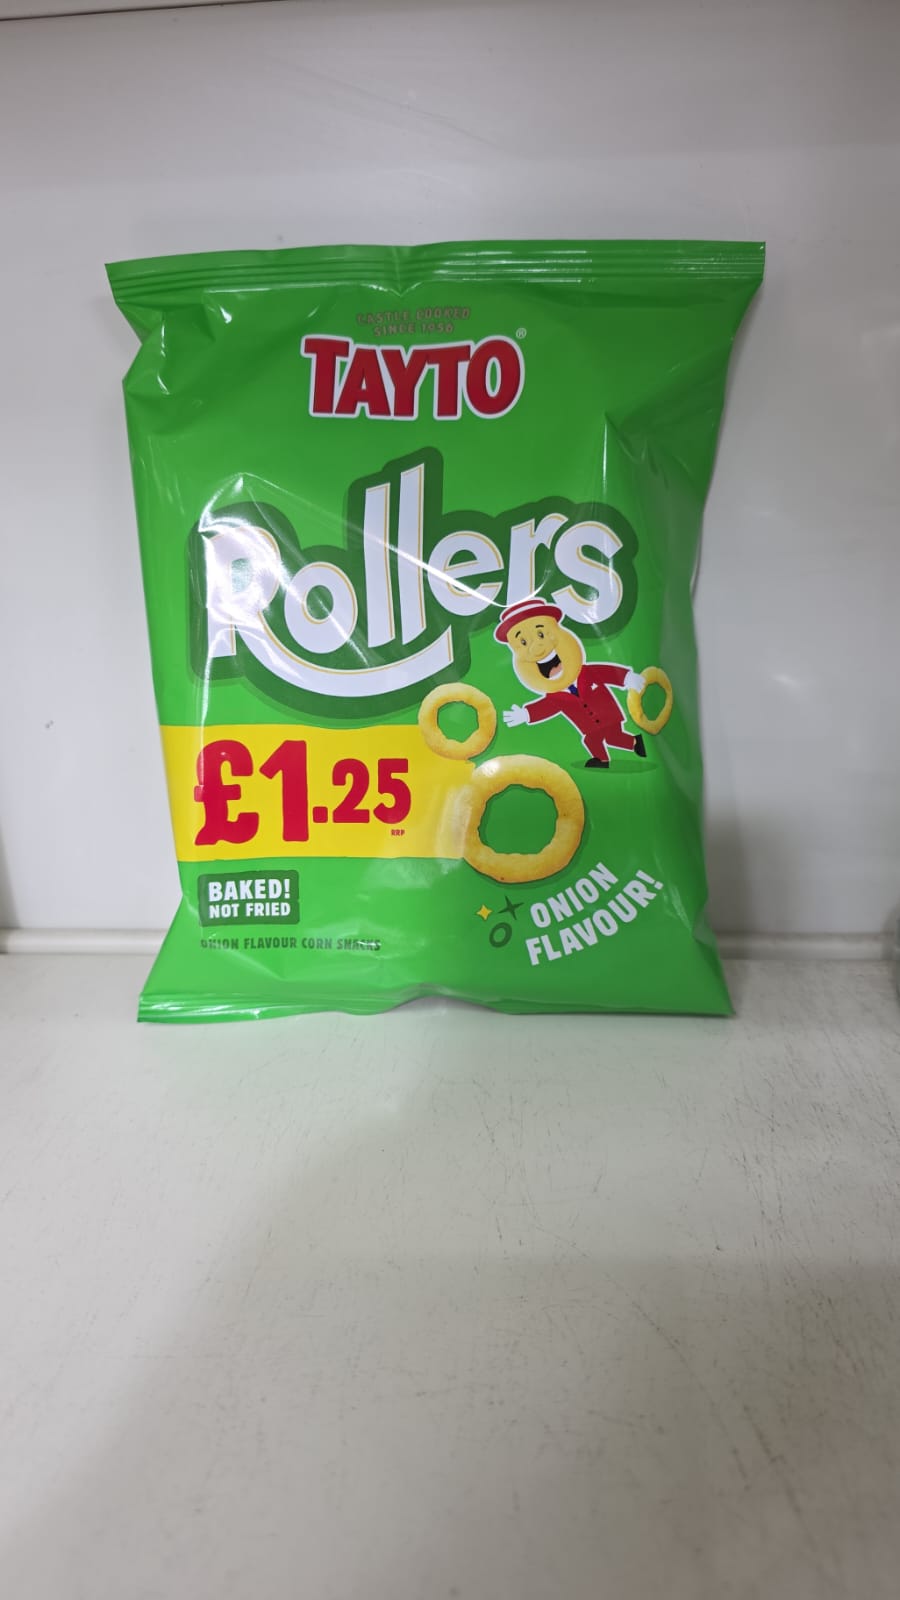 CASTLE COOKED
SINCE 1956
TAYTO®
Rollers
£1.25
RRP
BAKED!
NOT FRIED
ONION FLAVOUR CORN SNACKS
ONION
FLAVOUR!